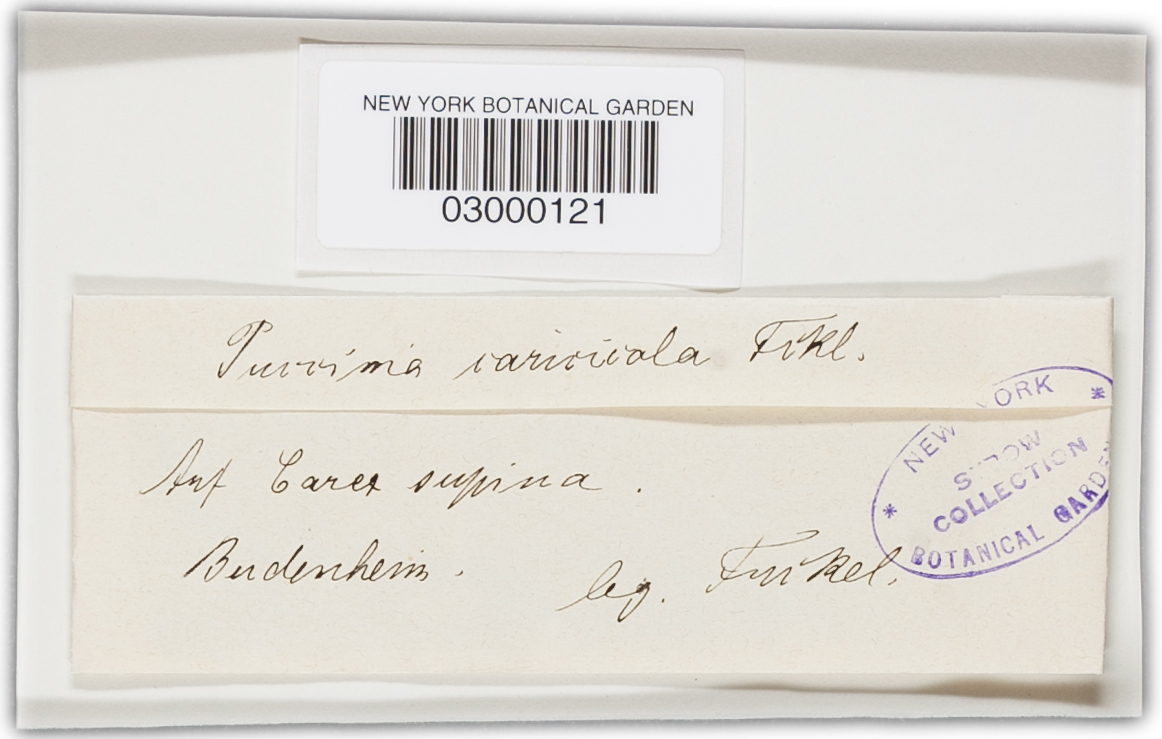 NEW YORK BOTANICAL GARDEN
03000121
Puccinia caricicola Fckl.
Auf Carex supina.
Budenheim.
leg. Fuckel.
NEW YORK
COLLECTION
BOTANICAL GARDEN